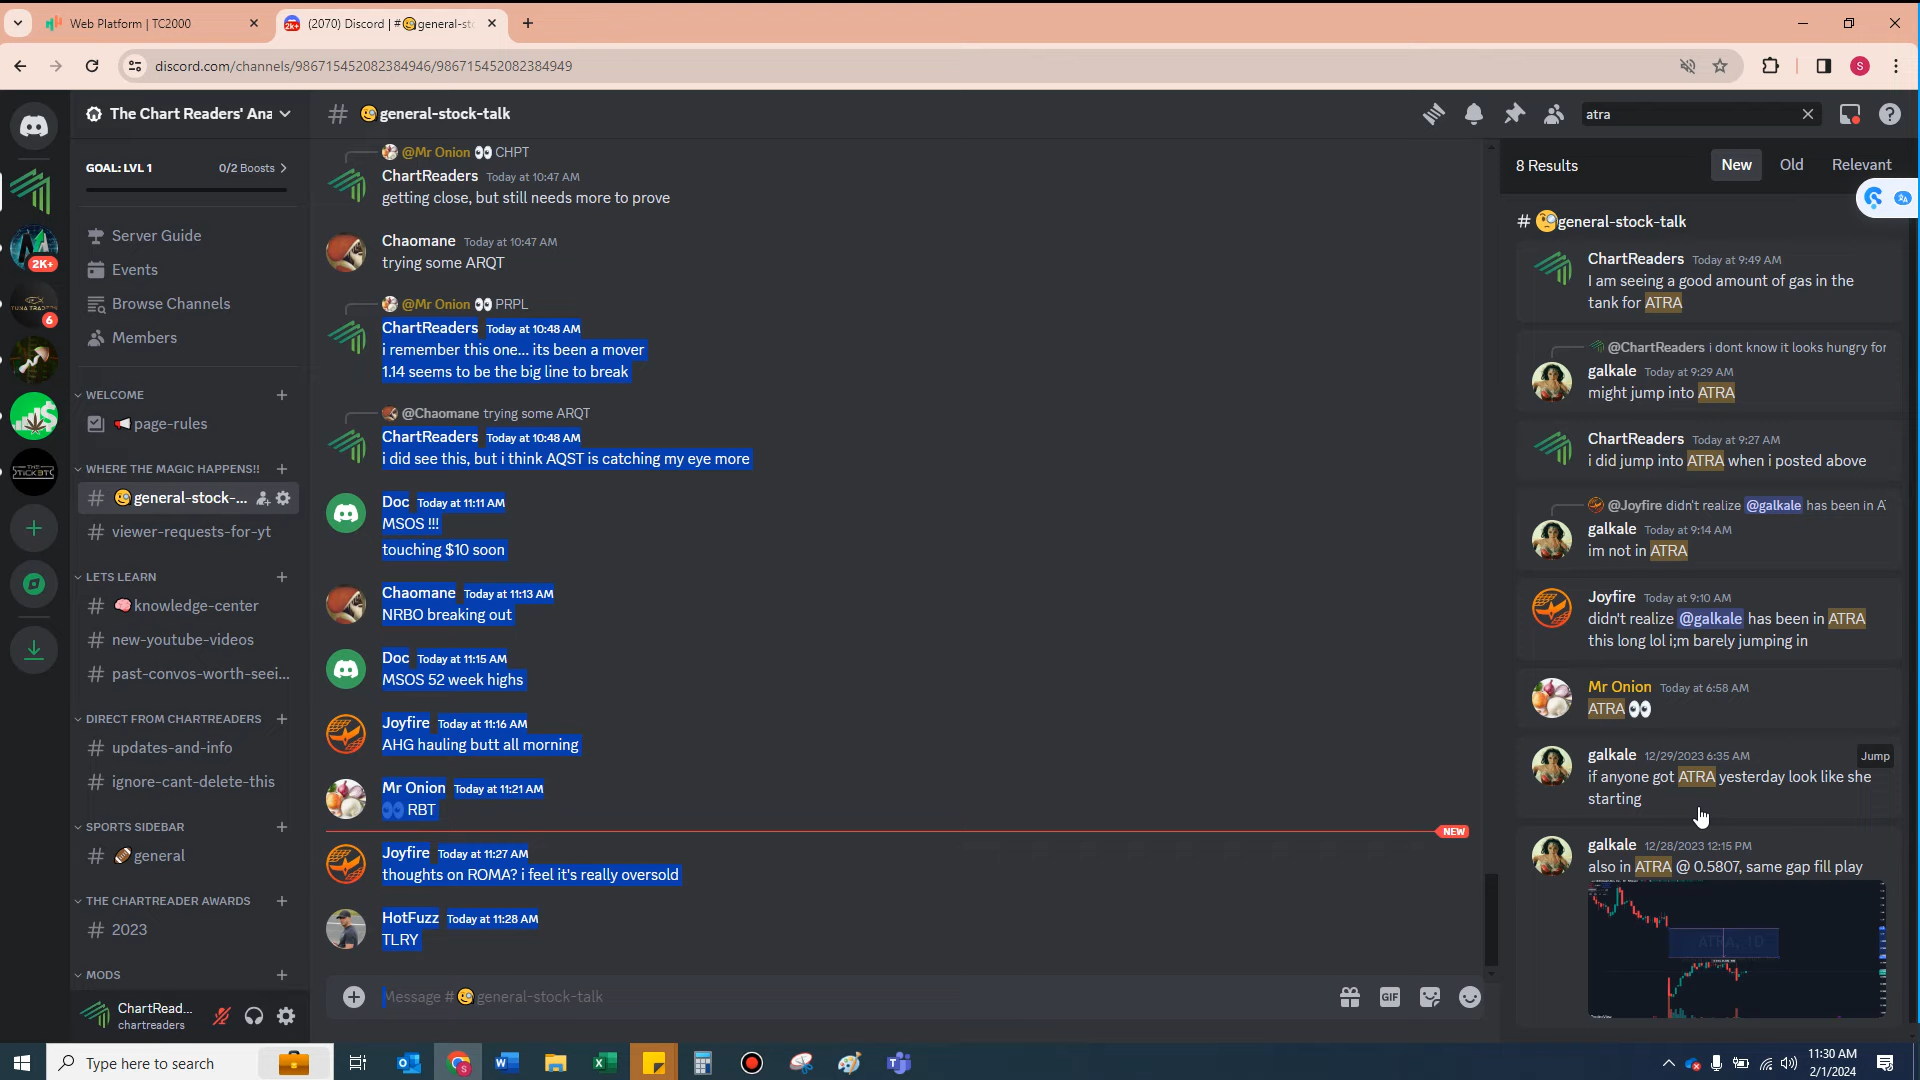 Web Platform | TC2000
(2070) Discord | #🧐general-st
discord.com/channels/986715452082384946/986715452082384949
The Chart Readers' Ana
#🧐general-stock-talk
atra
GOAL: LVL 1
0/2 Boosts
Server Guide
Events
Browse Channels
Members
WELCOME
📢page-rules
WHERE THE MAGIC HAPPENS!!
🧐general-stock-...
viewer-requests-for-yt
LETS LEARN
🧠knowledge-center
new-youtube-videos
past-convos-worth-seei...
DIRECT FROM CHARTREADERS
updates-and-info
ignore-cant-delete-this
SPORTS SIDEBAR
🏈general
THE CHARTREADER AWARDS
2023
MODS
ChartRead...
chartreaders
2K+
6
@Mr Onion 👀 CHPT
ChartReaders Today at 10:47 AM
getting close, but still needs more to prove
Chaomane Today at 10:47 AM
trying some ARQT
@Mr Onion 👀 PRPL
ChartReaders Today at 10:48 AM
i remember this one... its been a mover
1.14 seems to be the big line to break
@Chaomane trying some ARQT
ChartReaders Today at 10:48 AM
i did see this, but i think AQST is catching my eye more
Doc Today at 11:11 AM
MSOS !!!
touching $10 soon
Chaomane Today at 11:13 AM
NRBO breaking out
Doc Today at 11:15 AM
MSOS 52 week highs
Joyfire Today at 11:16 AM
AHG hauling butt all morning
Mr Onion Today at 11:21 AM
👀 RBT
NEW
Joyfire Today at 11:27 AM
thoughts on ROMA? i feel it's really oversold
HotFuzz Today at 11:28 AM
TLRY
Message #🧐general-stock-talk
GIF
8 Results
New
Old
Relevant
# 🧐general-stock-talk
ChartReaders Today at 9:49 AM
I am seeing a good amount of gas in the
tank for ATRA
@ChartReaders i dont know it looks hungry for
galkale Today at 9:29 AM
might jump into ATRA
ChartReaders Today at 9:27 AM
i did jump into ATRA when i posted above
@Joyfire didn't realize @galkale has been in A
galkale Today at 9:14 AM
im not in ATRA
Joyfire Today at 9:10 AM
didn't realize @galkale has been in ATRA
this long lol i;m barely jumping in
Mr Onion Today at 6:58 AM
ATRA 👀
galkale 12/29/2023 6:35 AM
Jump
if anyone got ATRA yesterday look like she
starting
galkale 12/28/2023 12:15 PM
also in ATRA @ 0.5807, same gap fill play
ATRA, 1D
Type here to search
11:30 AM
2/1/2024